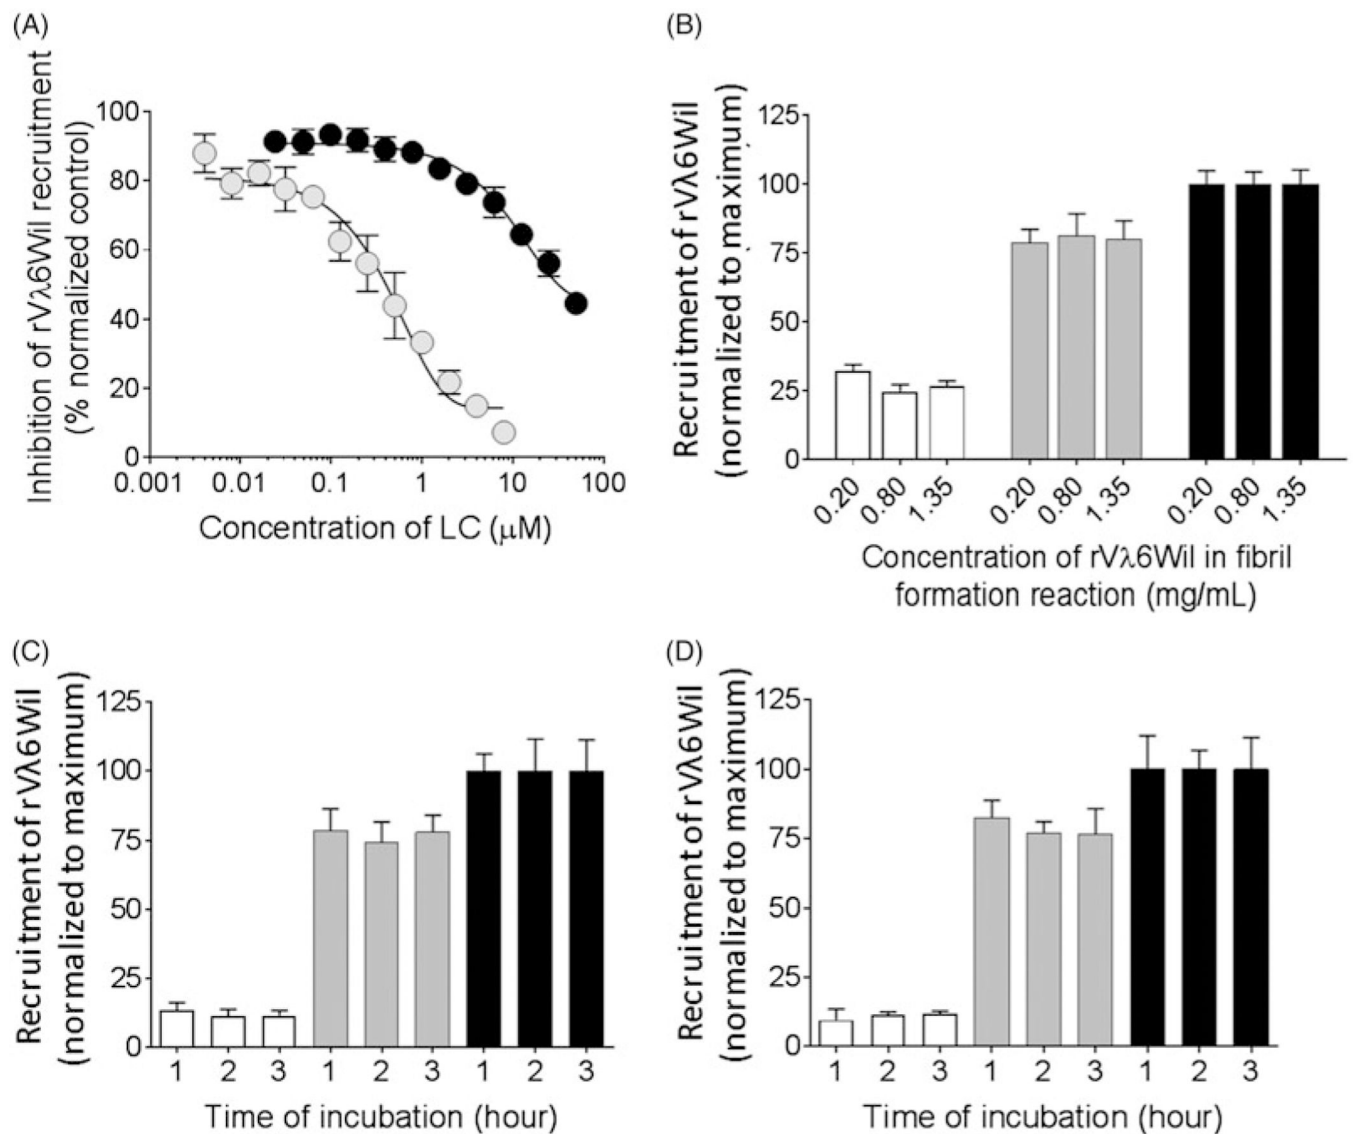 (A)
Inhibition of rVλ6Wil recruitment
(% normalized control)
100
80
60
40
20
0
0.001 0.01 0.1 1 10 100
Concentration of LC (μM)
(B)
Recruitment of rVλ6Wil
(normalized to maximum)
125
100
75
50
25
0
0.20 0.80 1.35 0.20 0.80 1.35 0.20 0.80 1.35
Concentration of rVλ6Wil in fibril
formation reaction (mg/mL)
(C)
Recruitment of rVλ6Wil
(normalized to maximum)
125
100
75
50
25
0
1 2 3 1 2 3 1 2 3
Time of incubation (hour)
(D)
Recruitment of rVλ6Wil
(normalized to maximum)
125
100
75
50
25
0
1 2 3 1 2 3 1 2 3
Time of incubation (hour)